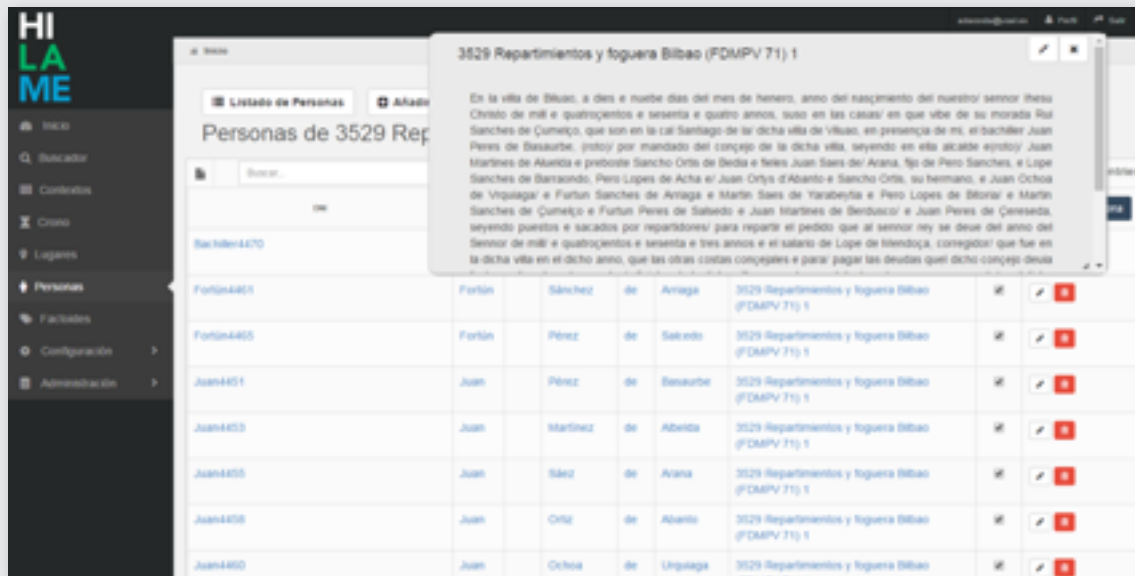 HI
LA
ME
Inicio
Buscador
Contextos
Crono
Lugares
Personas
Factoides
Configuración
Administración
Perfil
Salir
Inicio
Listado de Personas
Añadir
Personas de 3529 Rep
Buscar...
3529 Repartimientos y foguera Bilbao (FDMPV 71) 1
En la villa de Biluao, a dies e nuebe dias del mes de henero, anno del nasçimiento del nuestro/ sennor Ihesu
Christo de mill e quatroçientos e sesenta e quatro annos, suso en las casas/ en que vibe de su morada Rui
Sanches de Çumelço, que son en la cal Santiago de la/ dicha villa de Viluao, en presençia de mi, el bachiller Juan
Peres de Basaurbe, (roto)/ por mandado del conçejo de la dicha villa, seyendo en ella alcalde e(roto)/ Juan
Martines de Alueida e preboste Sancho Ortis de Bedia e fieles Juan Saes de/ Arana, fijo de Pero Sanches, e Lope
Sanches de Barraondo, Pero Lopes de Acha e/ Juan Ortys d'Abanto e Sancho Ortis, su hermano, e Juan Ochoa
de Vrquiaga/ e Furtun Sanches de Arriaga e Martin Saes de Yarabeytia e Pero Lopes de Bitoria/ e Martin
Sanches de Çumelço e Furtun Peres de Salsedo e Juan Martines de Berdusco/ e Juan Peres de Çereseda,
seyendo puestos e sacados por repartidores/ para repartir el pedido que al sennor rey se deue del anno del
Sennor de mill/ e quatroçientos e sesenta e tres annos e el salario de Lope de Mendoça, corregidor/ que fue en
la dicha villa en el dicho anno, que las otras costas conçejales e para/ pagar las deudas quel dicho conçejo deuia
Bachiller4470
Fortún4461 Fortún Sánchez de Arriaga 3529 Repartimientos y foguera Bilbao
(FDMPV 71) 1
Fortún4465 Fortún Pérez de Salcedo 3529 Repartimientos y foguera Bilbao
(FDMPV 71) 1
Juan4451 Juan Pérez de Basaurbe 3529 Repartimientos y foguera Bilbao
(FDMPV 71) 1
Juan4453 Juan Martínez de Albelda 3529 Repartimientos y foguera Bilbao
(FDMPV 71) 1
Juan4455 Juan Sáez de Arana 3529 Repartimientos y foguera Bilbao
(FDMPV 71) 1
Juan4458 Juan Ortiz de Abanto 3529 Repartimientos y foguera Bilbao
(FDMPV 71) 1
Juan4460 Juan Ochoa de Urquiaga 3529 Repartimientos y foguera Bilbao